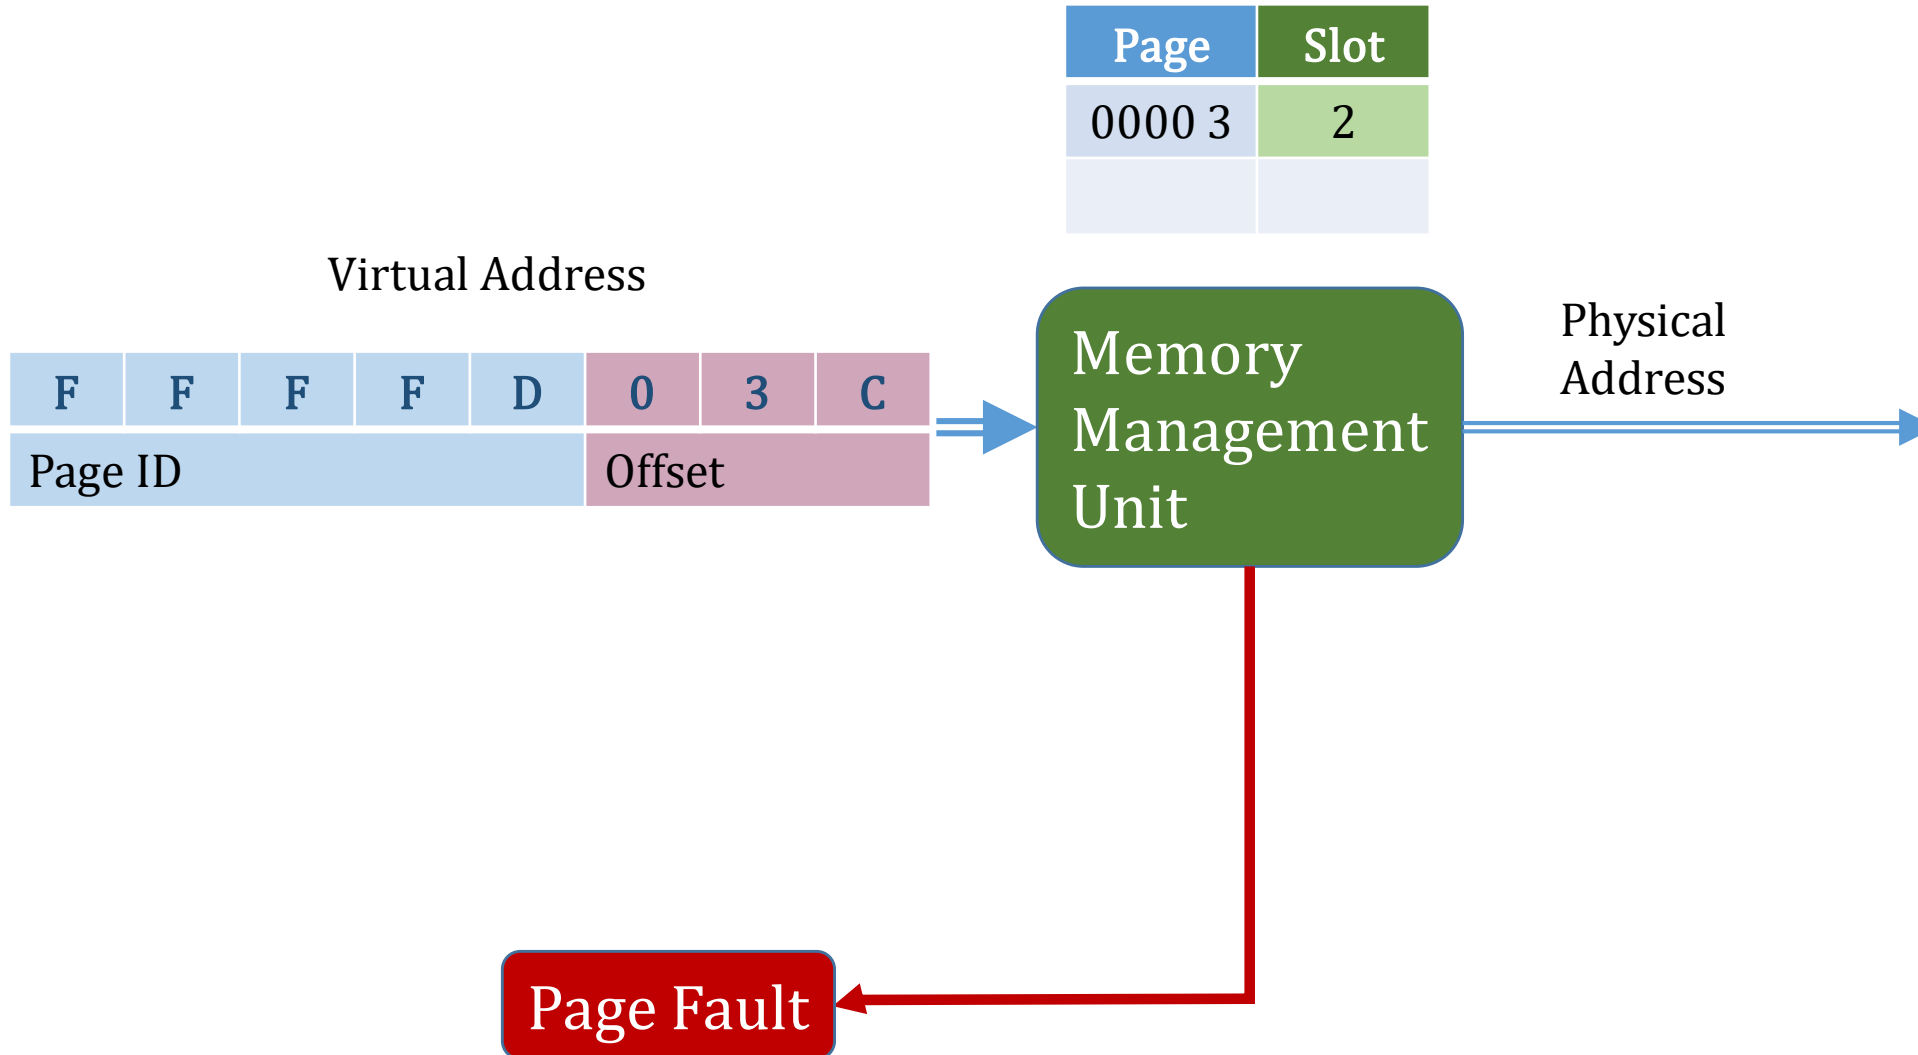 Page Slot
0000 3 2
Virtual Address
F F F F D 0 3 C
Page ID Offset
Memory
Management
Unit
Physical
Address
Page Fault